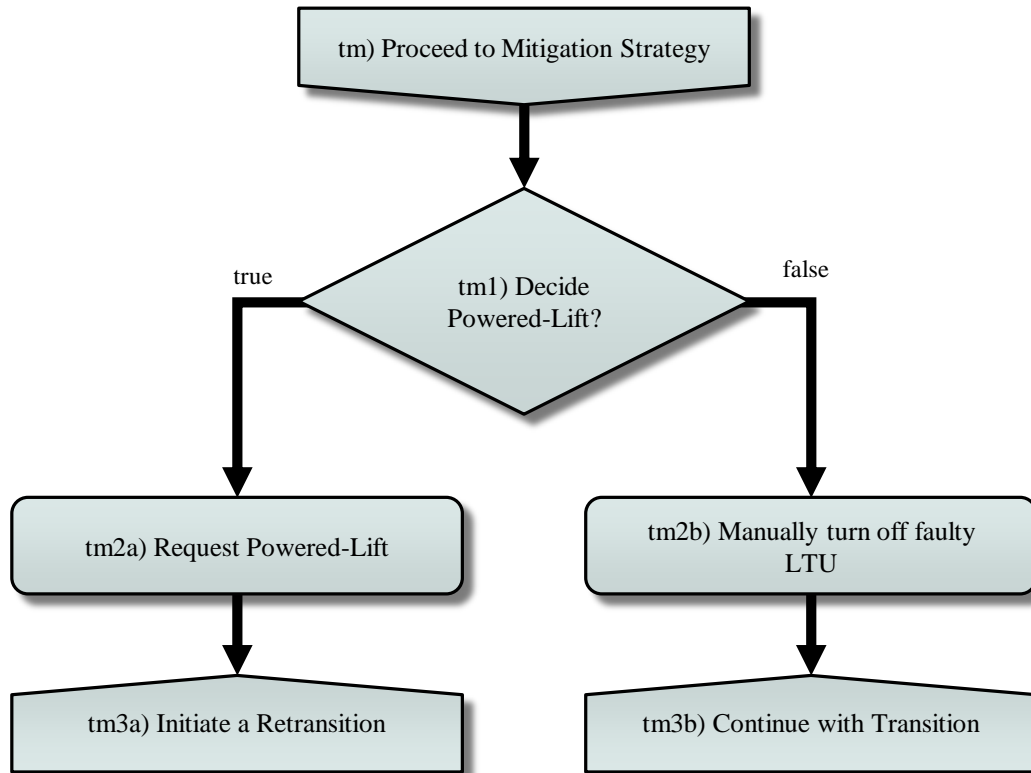 tm) Proceed to Mitigation Strategy
true
false
tm1) Decide
Powered-Lift?
tm2a) Request Powered-Lift
tm2b) Manually turn off faulty
LTU
tm3a) Initiate a Retransition
tm3b) Continue with Transition